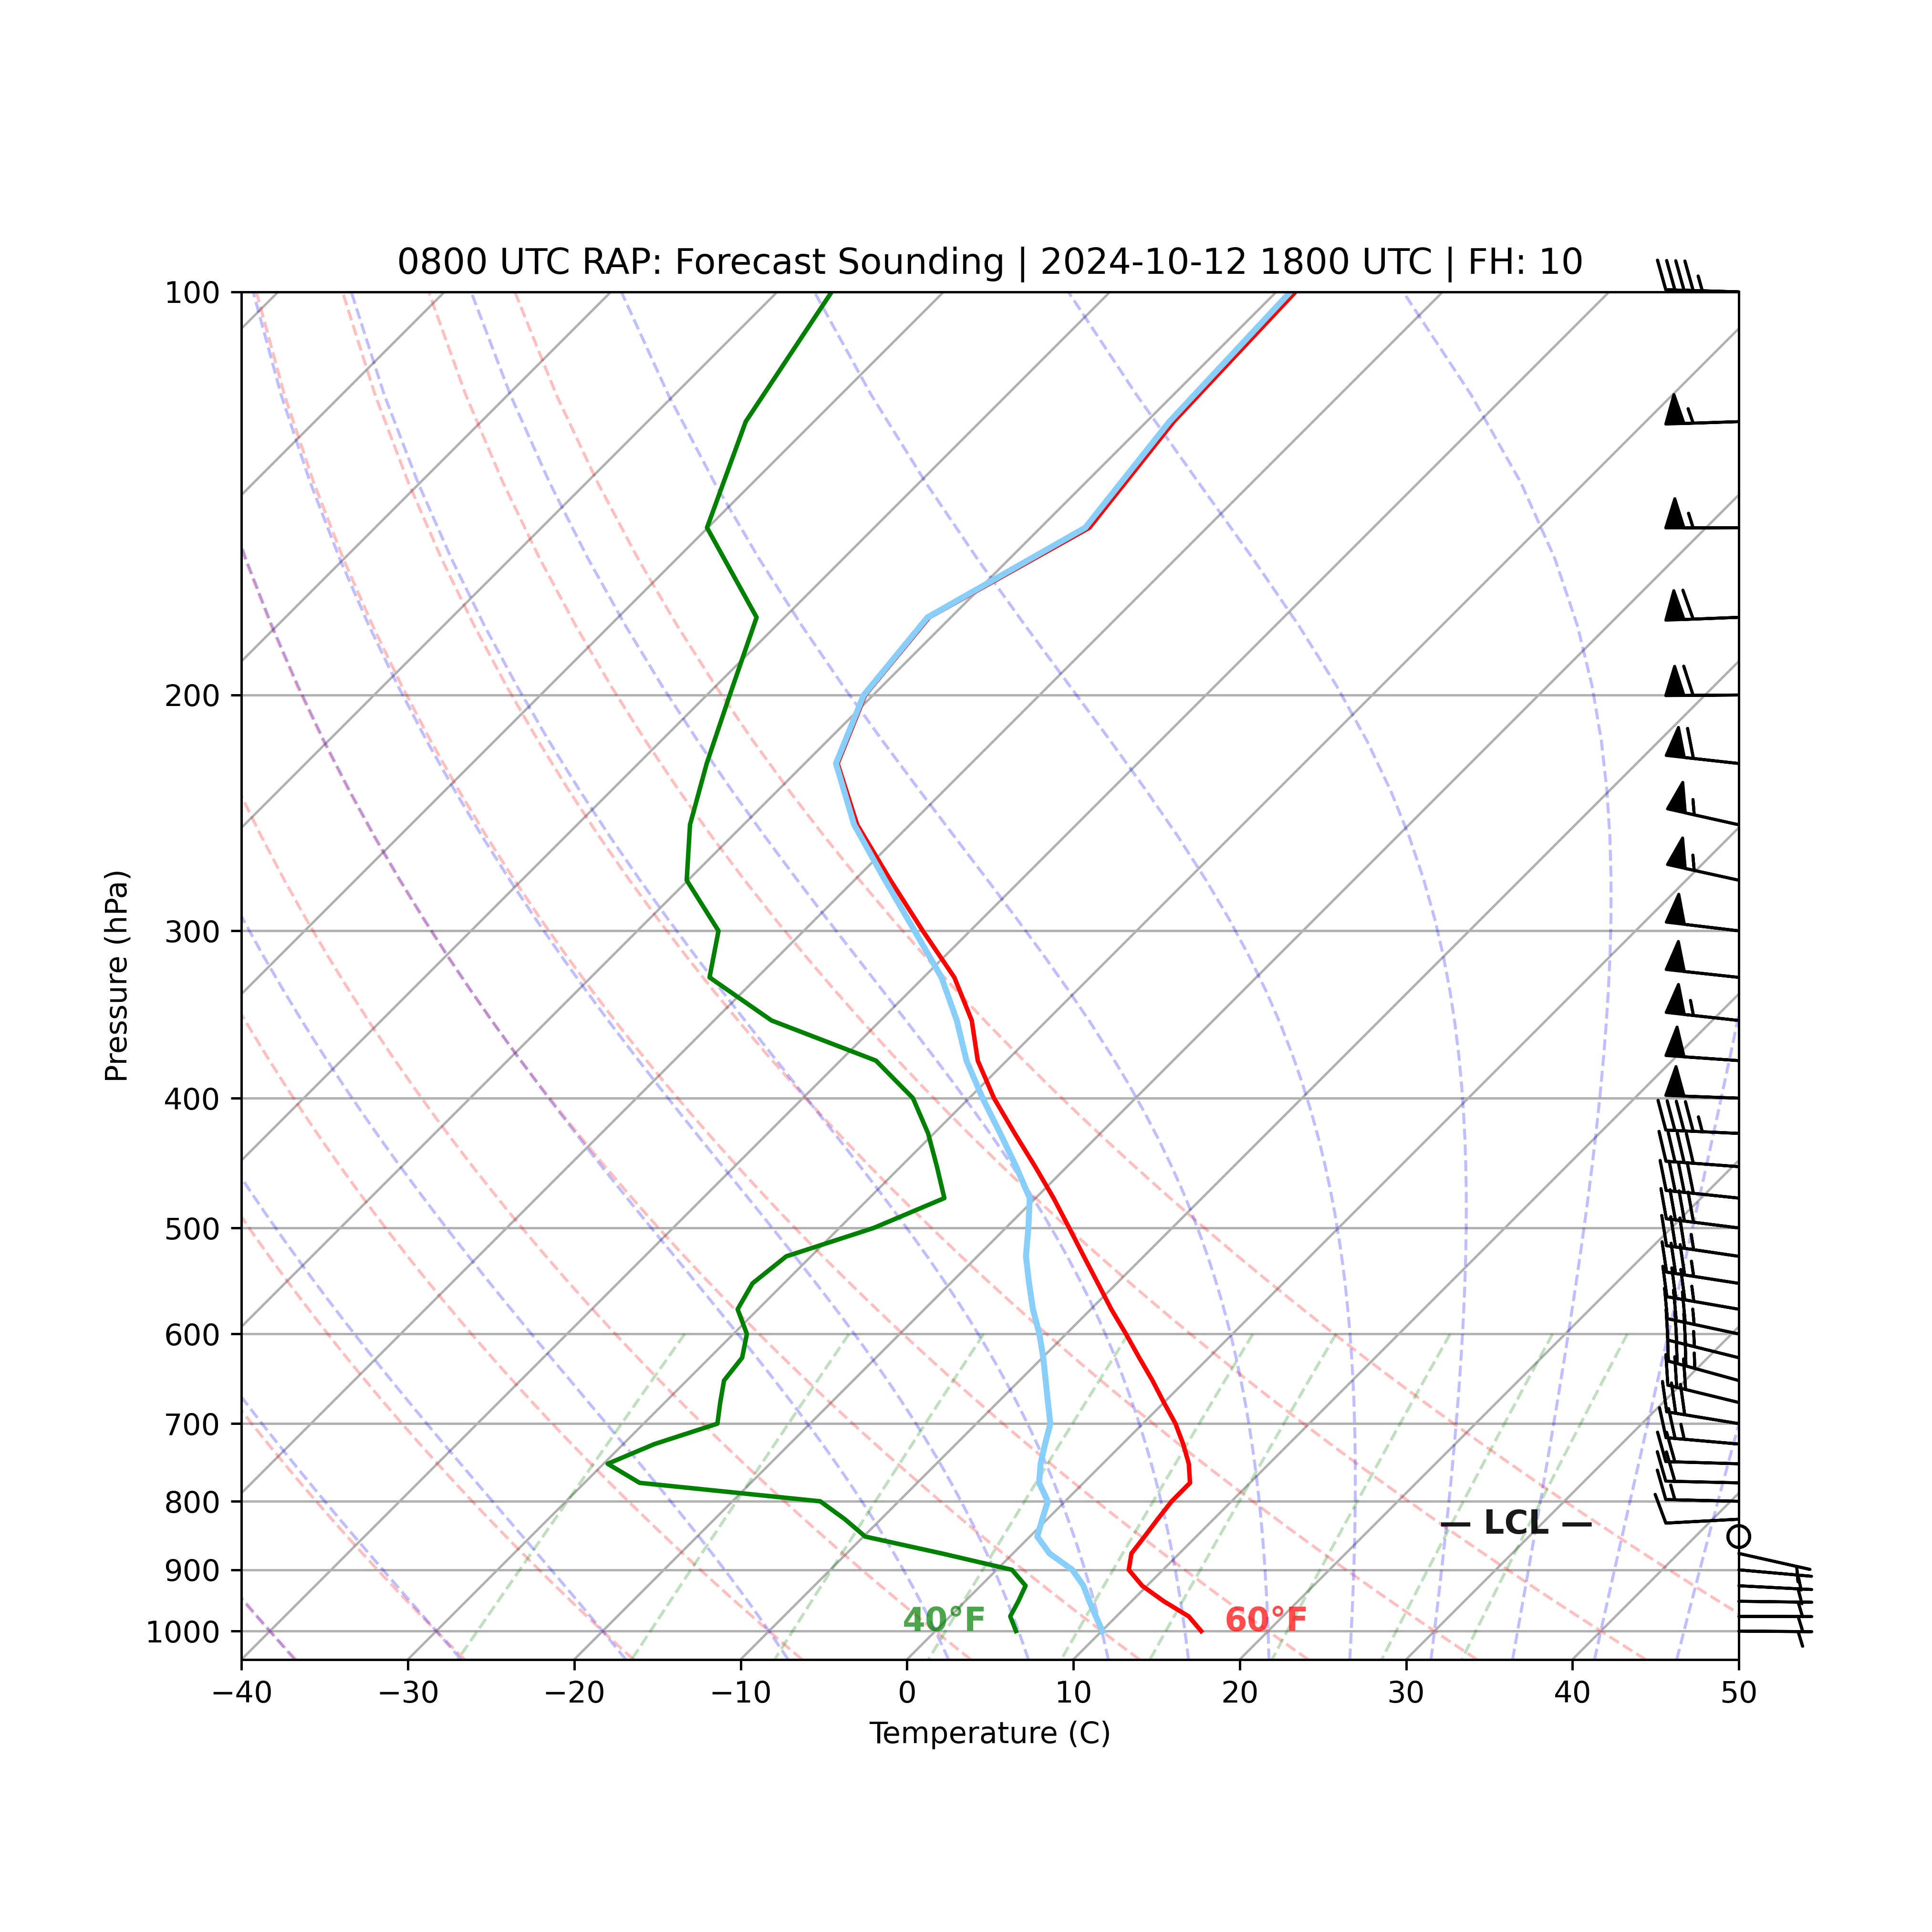 0800 UTC RAP: Forecast Sounding | 2024-10-12 1800 UTC | FH: 10
100
200
300
400
500
600
700
800
900
1000
Pressure (hPa)
— LCL —
40°F
60°F
−40 −30 −20 −10 0 10 20 30 40 50
Temperature (C)